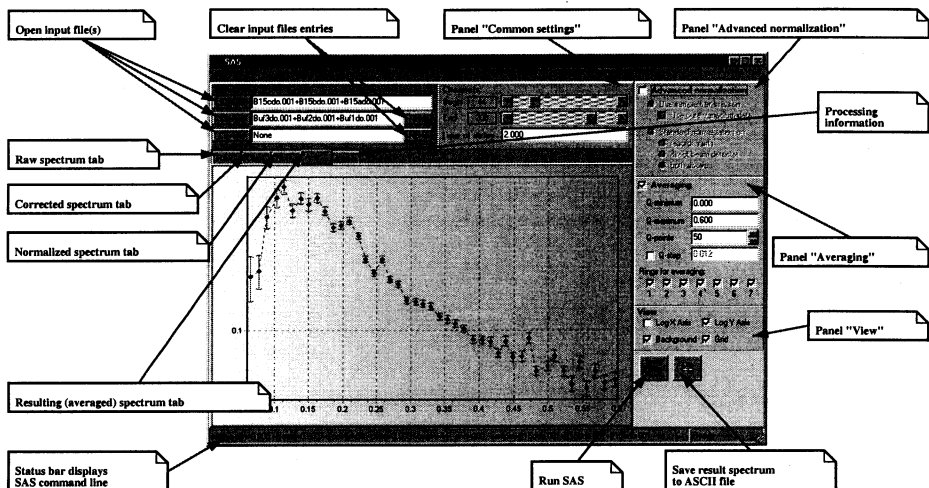 Open input file(s)
Clear input files entries
Panel "Common settings"
Panel "Advanced normalization"
SAS
B15cdo.001+B15bdo.001+B15ado.001
Buf3do.001+Buf2do.001+Buf1do.001
None
2.000
Processing
information
Raw spectrum tab
Corrected spectrum tab
Normalized spectrum tab
Averaging
Q-minimum 0.000
Q-maximum 0.600
Q-points 50
Q-step 0.012
Rings for averaging
1 2 3 4 5 6 7
Panel "Averaging"
View
Log X Axis Log Y Axis
Background Grid
Panel "View"
0.1
0.1 0.15 0.2 0.25 0.3 0.35 0.4 0.45 0.5 0.55
Resulting (averaged) spectrum tab
Status bar displays
SAS command line
Run SAS
Save result spectrum
to ASCII file